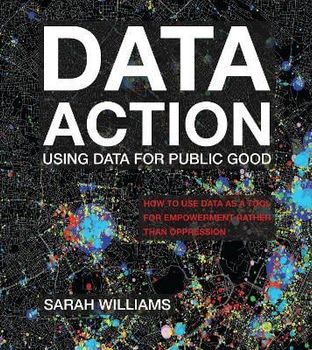 DATA
ACTION
USING DATA FOR PUBLIC GOOD
HOW TO USE DATA AS A TOOL
FOR EMPOWERMENT RATHER
THAN OPPRESSION
SARAH WILLIAMS